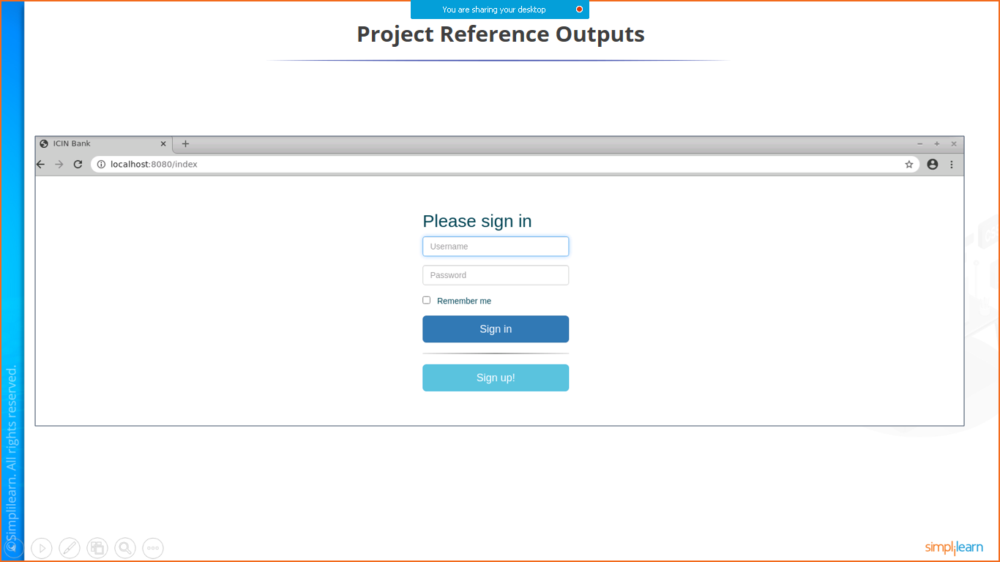 You are sharing your desktop
Project Reference Outputs
ICIN Bank
localhost:8080/index
Please sign in
Username
Password
Remember me
Sign in
Sign up!
©Simplilearn. All rights reserved.
simplilearn